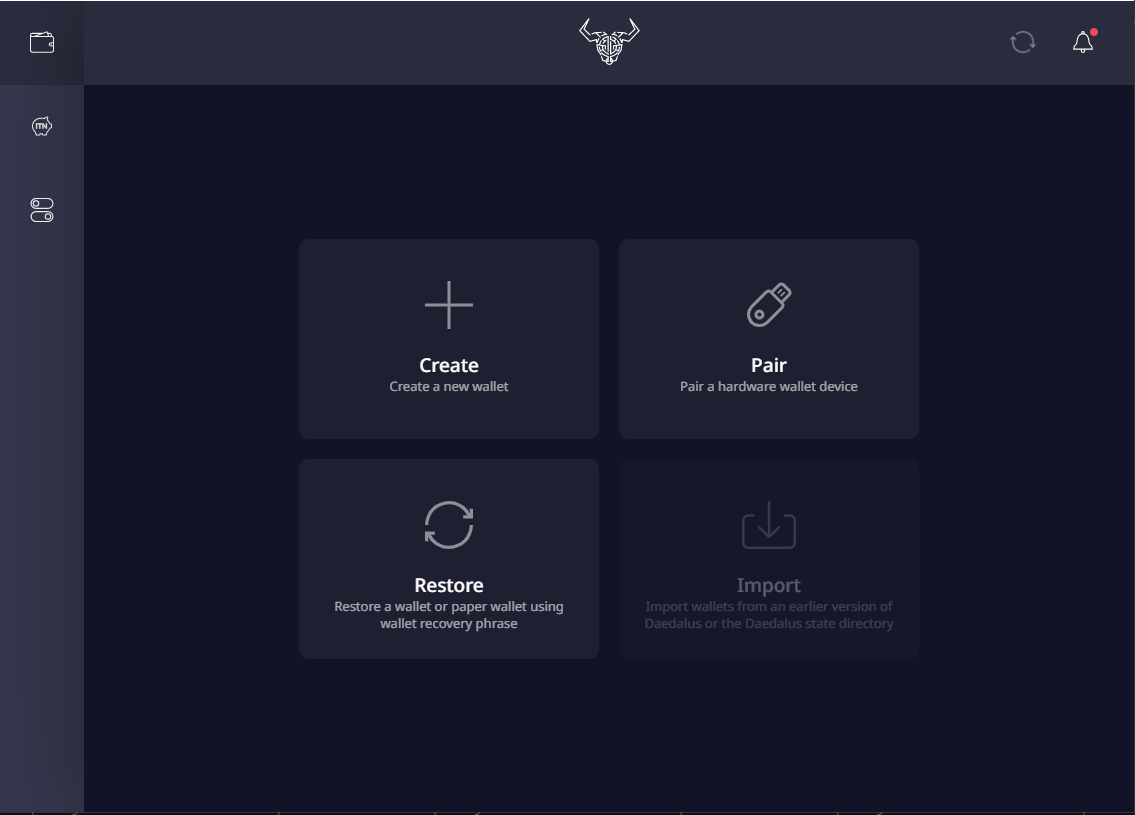 ITN
Create
Create a new wallet
Pair
Pair a hardware wallet device
Restore
Restore a wallet or paper wallet using
wallet recovery phrase
Import
Import wallets from an earlier version of
Daedalus or the Daedalus state directory